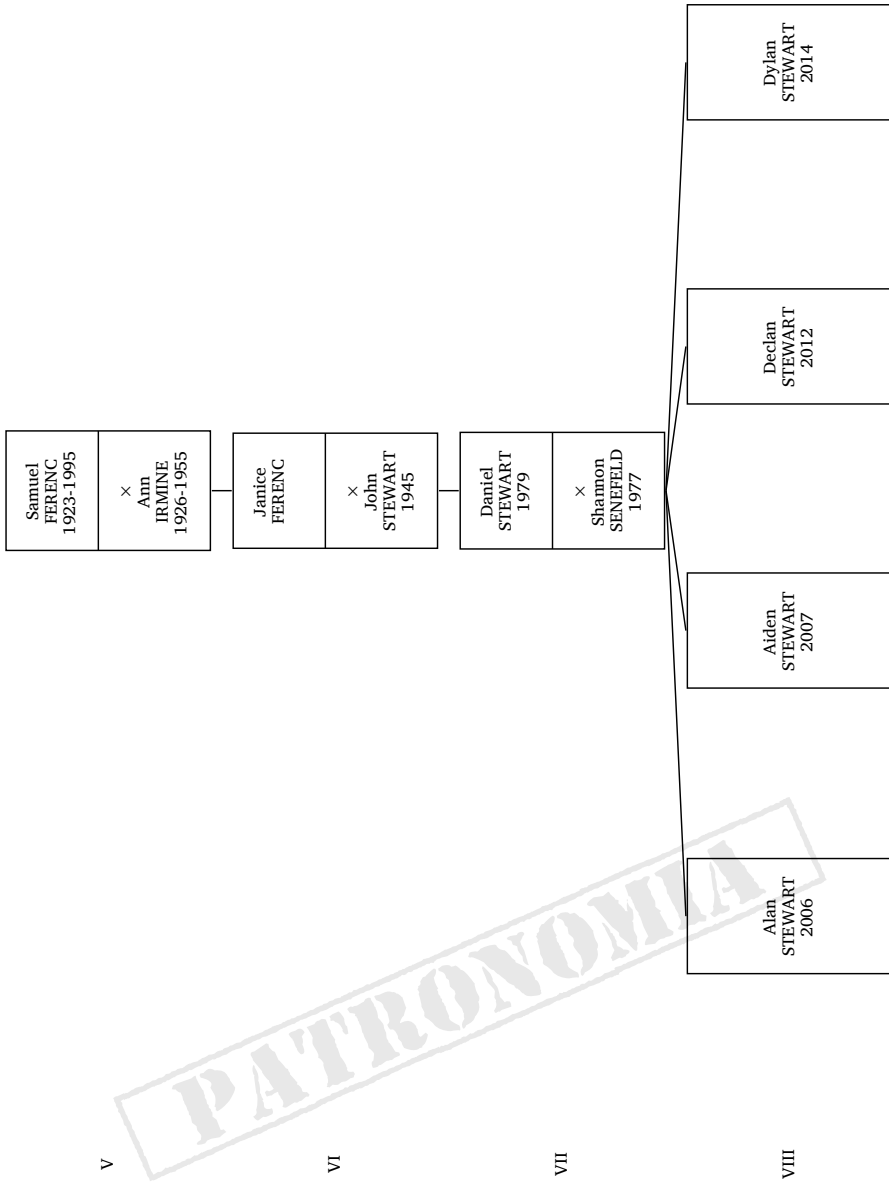 V
Samuel
FERENC
1923-1995
×
Ann
IRMINE
1926-1955
VI
Janice
FERENC
×
John
STEWART
1945
VII
Daniel
STEWART
1979
×
Shannon
SENEFELD
1977
VIII
Alan
STEWART
2006
Aiden
STEWART
2007
Declan
STEWART
2012
Dylan
STEWART
2014
PATRONOMIA